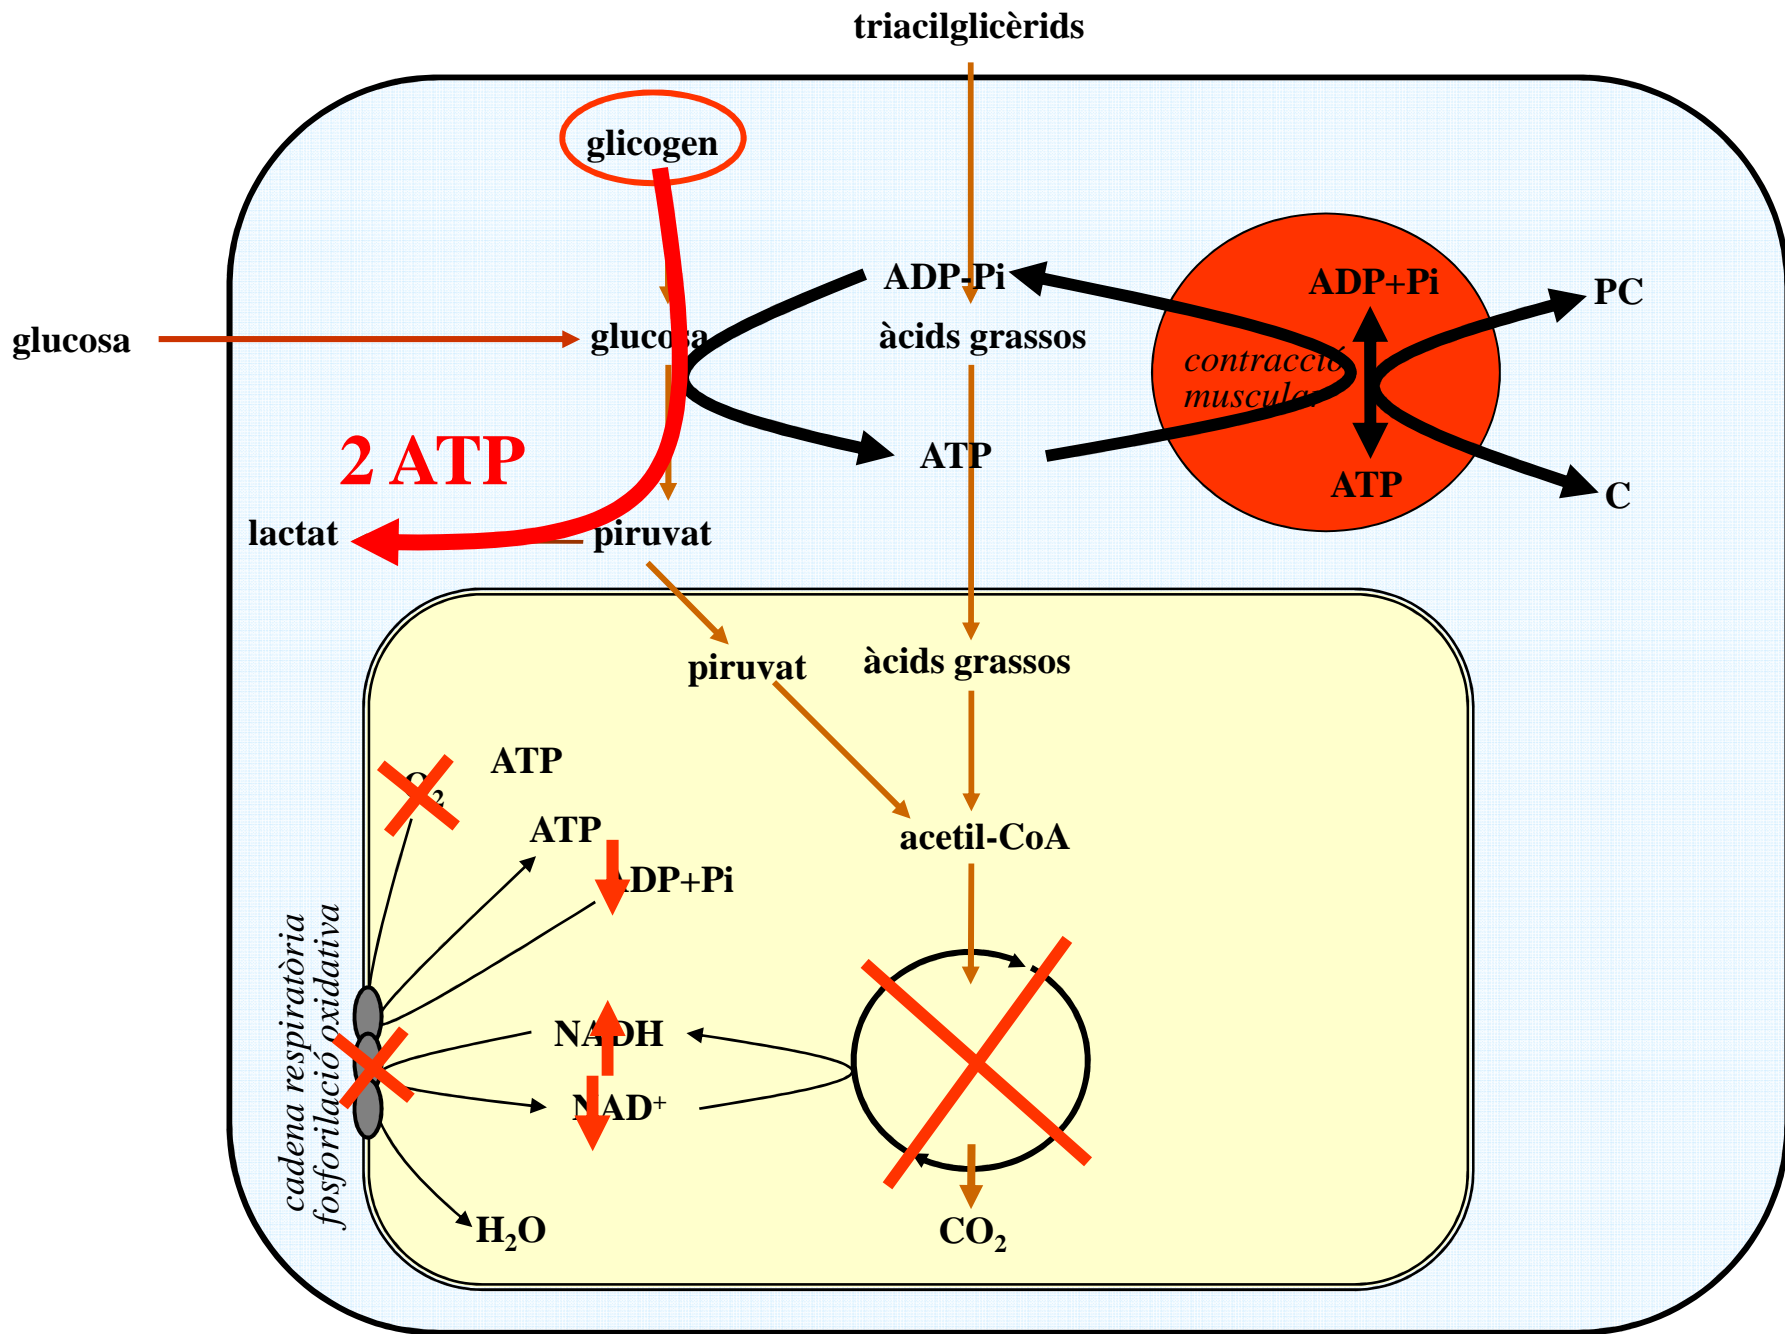 triacilglicèrids
glicogen
ADP-Pi
ADP+Pi
PC
glucosa
glucosa
àcids grassos
contracció
muscular
2 ATP
ATP
ATP
C
lactat
piruvat
piruvat
àcids grassos
O₂
ATP
ATP
acetil-CoA
ADP+Pi
cadena respiratòria
fosforilació oxidativa
NADH
NAD⁺
H₂O
CO₂